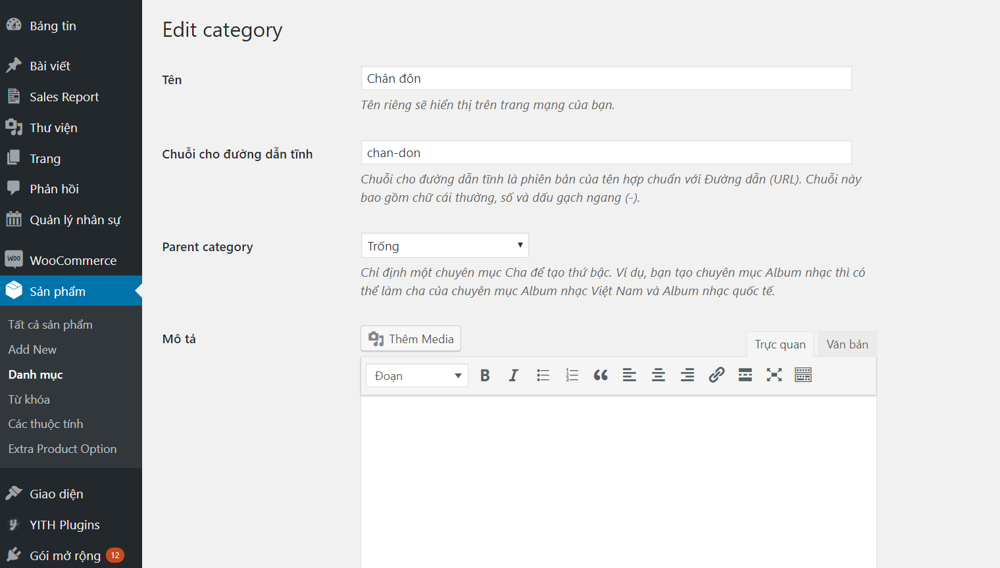 Bảng tin
Bài viết
Sales Report
Thư viện
Trang
Phản hồi
Quản lý nhân sự
Woo
WooCommerce
Sản phẩm
Tất cả sản phẩm
Add New
Danh mục
Từ khóa
Các thuộc tính
Extra Product Option
Giao diện
YITH Plugins
Gói mở rộng 12
Edit category
Tên
Chân đôn
Tên riêng sẽ hiển thị trên trang mạng của bạn.
Chuỗi cho đường dẫn tĩnh
chan-don
Chuỗi cho đường dẫn tĩnh là phiên bản của tên hợp chuẩn với Đường dẫn (URL). Chuỗi này
bao gồm chữ cái thường, số và dấu gạch ngang (-).
Parent category
Trống
Chỉ định một chuyên mục Cha để tạo thứ bậc. Ví dụ, bạn tạo chuyên mục Album nhạc thì có
thể làm cha của chuyên mục Album nhạc Việt Nam và Album nhạc quốc tế.
Mô tả
Thêm Media
Trực quan
Văn bản
Đoạn